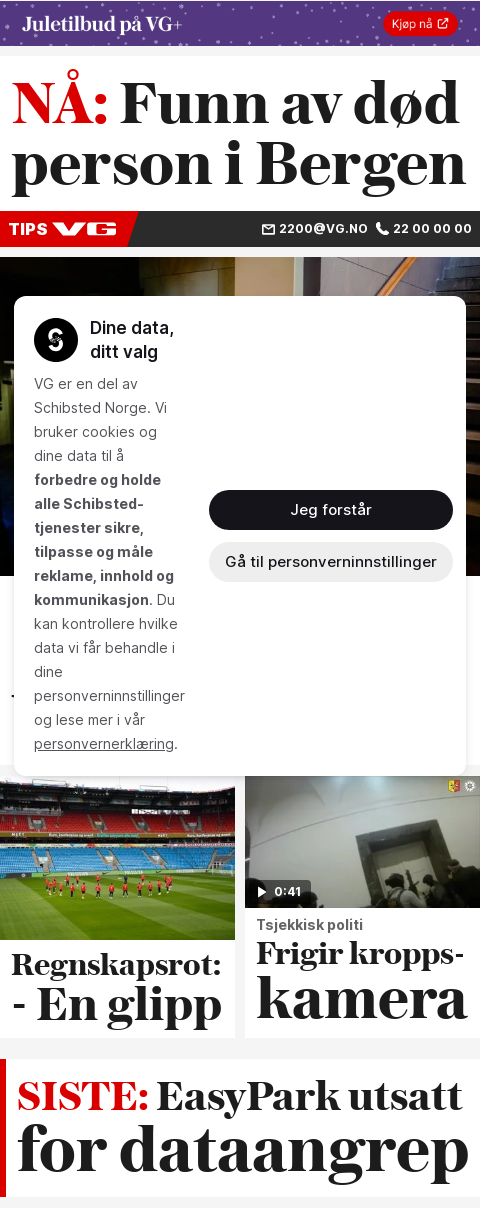 Juletilbud på VG+
Kjøp nå
NÅ: Funn av død
person i Bergen
TIPS VG
2200@VG.NO 22 00 00 00
Dine data,
ditt valg
VG er en del av
Schibsted Norge. Vi
bruker cookies og
dine data til å
forbedre og holde
alle Schibsted-
tjenester sikre,
tilpasse og måle
reklame, innhold og
kommunikasjon. Du
kan kontrollere hvilke
data vi får behandle i
dine
personverninnstillinger
og lese mer i vår
personvernerklæring.
Jeg forstår
Gå til personverninnstillinger
Regnskapsrot:
- En glipp
0:41
Tsjekkisk politi
Frigir kropps-
kamera
SISTE: EasyPark utsatt
for dataangrep